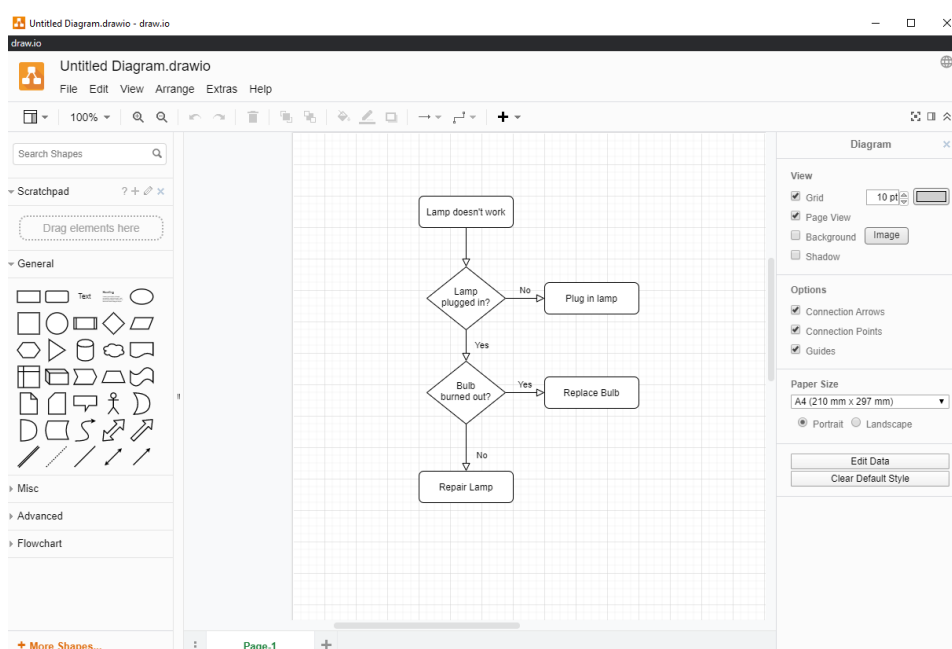 Untitled Diagram.drawio - draw.io
draw.io
Untitled Diagram.drawio
File Edit View Arrange Extras Help
100%
Search Shapes
Scratchpad
?
Drag elements here
General
Text
Misc
Advanced
Flowchart
+ More Shapes...
Lamp doesn't work
Lamp
plugged in?
No
Plug in lamp
Yes
Bulb
burned out?
Yes
Replace Bulb
No
Repair Lamp
Page-1
Diagram
View
Grid
10 pt
Page View
Background
Image
Shadow
Options
Connection Arrows
Connection Points
Guides
Paper Size
A4 (210 mm x 297 mm)
Portrait Landscape
Edit Data
Clear Default Style